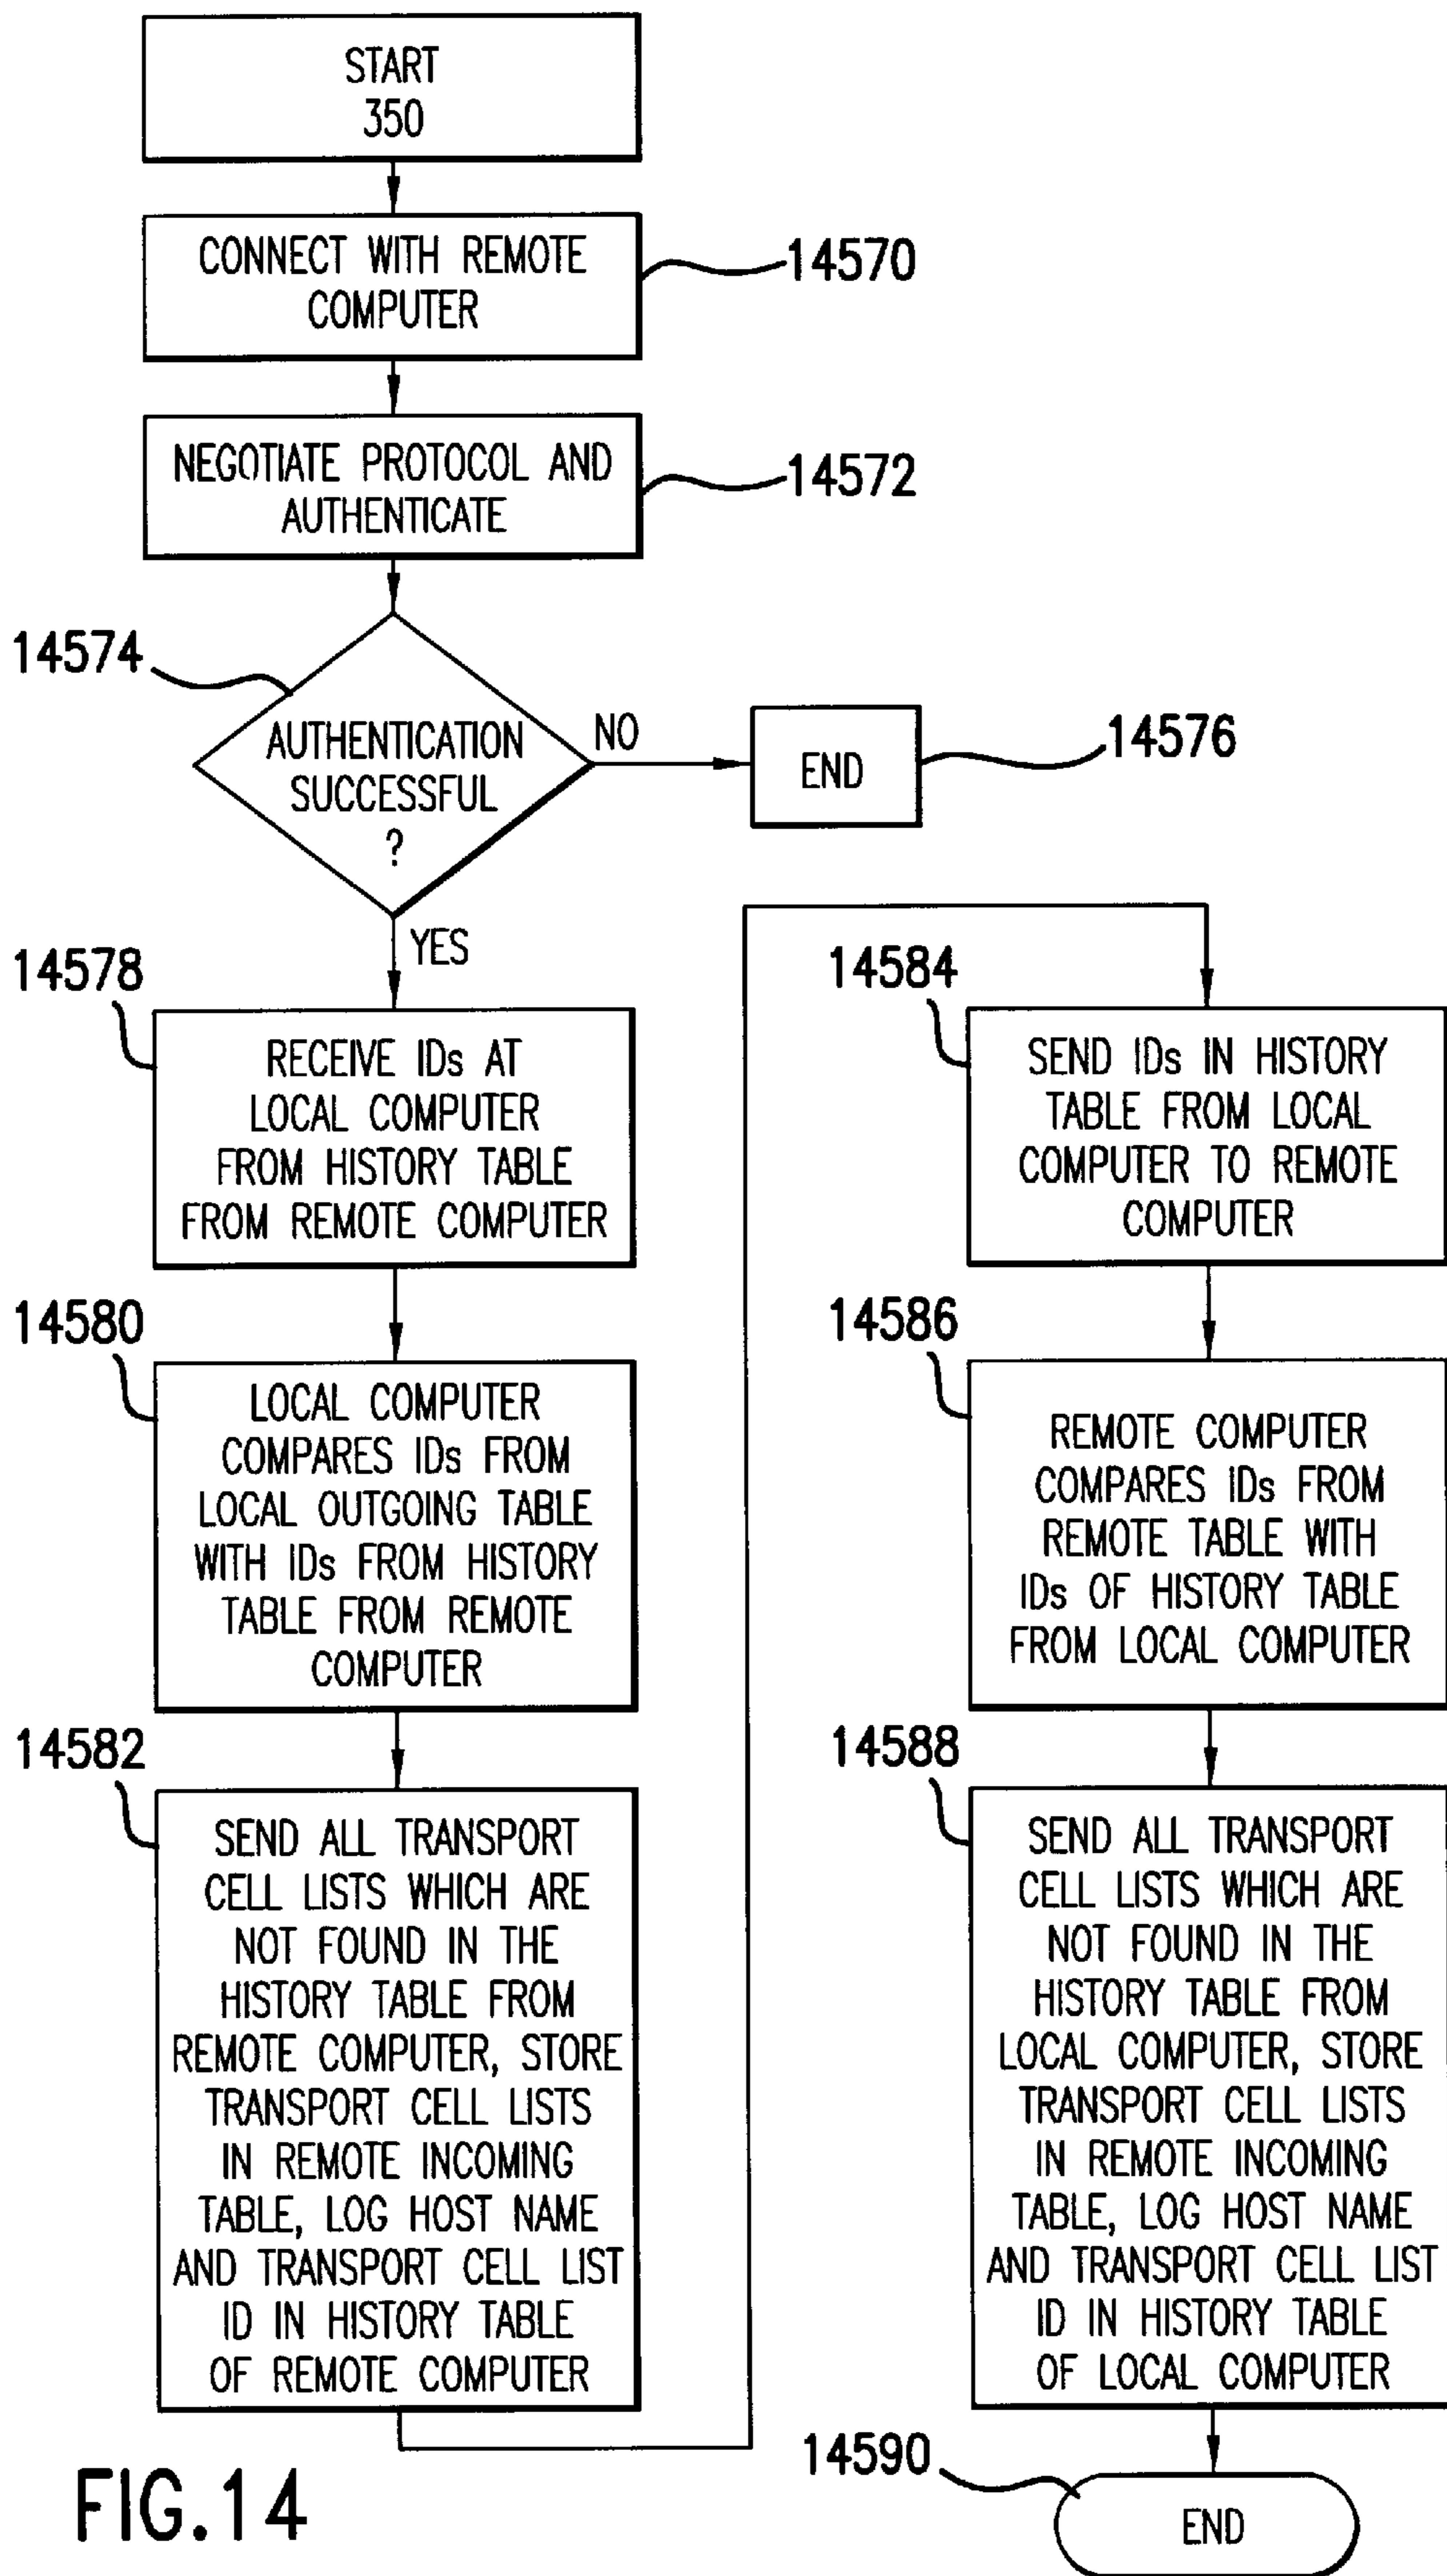 START
350
CONNECT WITH REMOTE
COMPUTER
14570
NEGOTIATE PROTOCOL AND
AUTHENTICATE
14572
14574
AUTHENTICATION
SUCCESSFUL
?
NO
END
14576
YES
14578
RECEIVE IDs AT
LOCAL COMPUTER
FROM HISTORY TABLE
FROM REMOTE COMPUTER
14580
LOCAL COMPUTER
COMPARES IDs FROM
LOCAL OUTGOING TABLE
WITH IDs FROM HISTORY
TABLE FROM REMOTE
COMPUTER
14582
SEND ALL TRANSPORT
CELL LISTS WHICH ARE
NOT FOUND IN THE
HISTORY TABLE FROM
REMOTE COMPUTER, STORE
TRANSPORT CELL LISTS
IN REMOTE INCOMING
TABLE, LOG HOST NAME
AND TRANSPORT CELL LIST
ID IN HISTORY TABLE
OF REMOTE COMPUTER
14584
SEND IDs IN HISTORY
TABLE FROM LOCAL
COMPUTER TO REMOTE
COMPUTER
14586
REMOTE COMPUTER
COMPARES IDs FROM
REMOTE TABLE WITH
IDs OF HISTORY TABLE
FROM LOCAL COMPUTER
14588
SEND ALL TRANSPORT
CELL LISTS WHICH ARE
NOT FOUND IN THE
HISTORY TABLE FROM
LOCAL COMPUTER, STORE
TRANSPORT CELL LISTS
IN REMOTE INCOMING
TABLE, LOG HOST NAME
AND TRANSPORT CELL LIST
ID IN HISTORY TABLE
OF LOCAL COMPUTER
14590
END
FIG.14